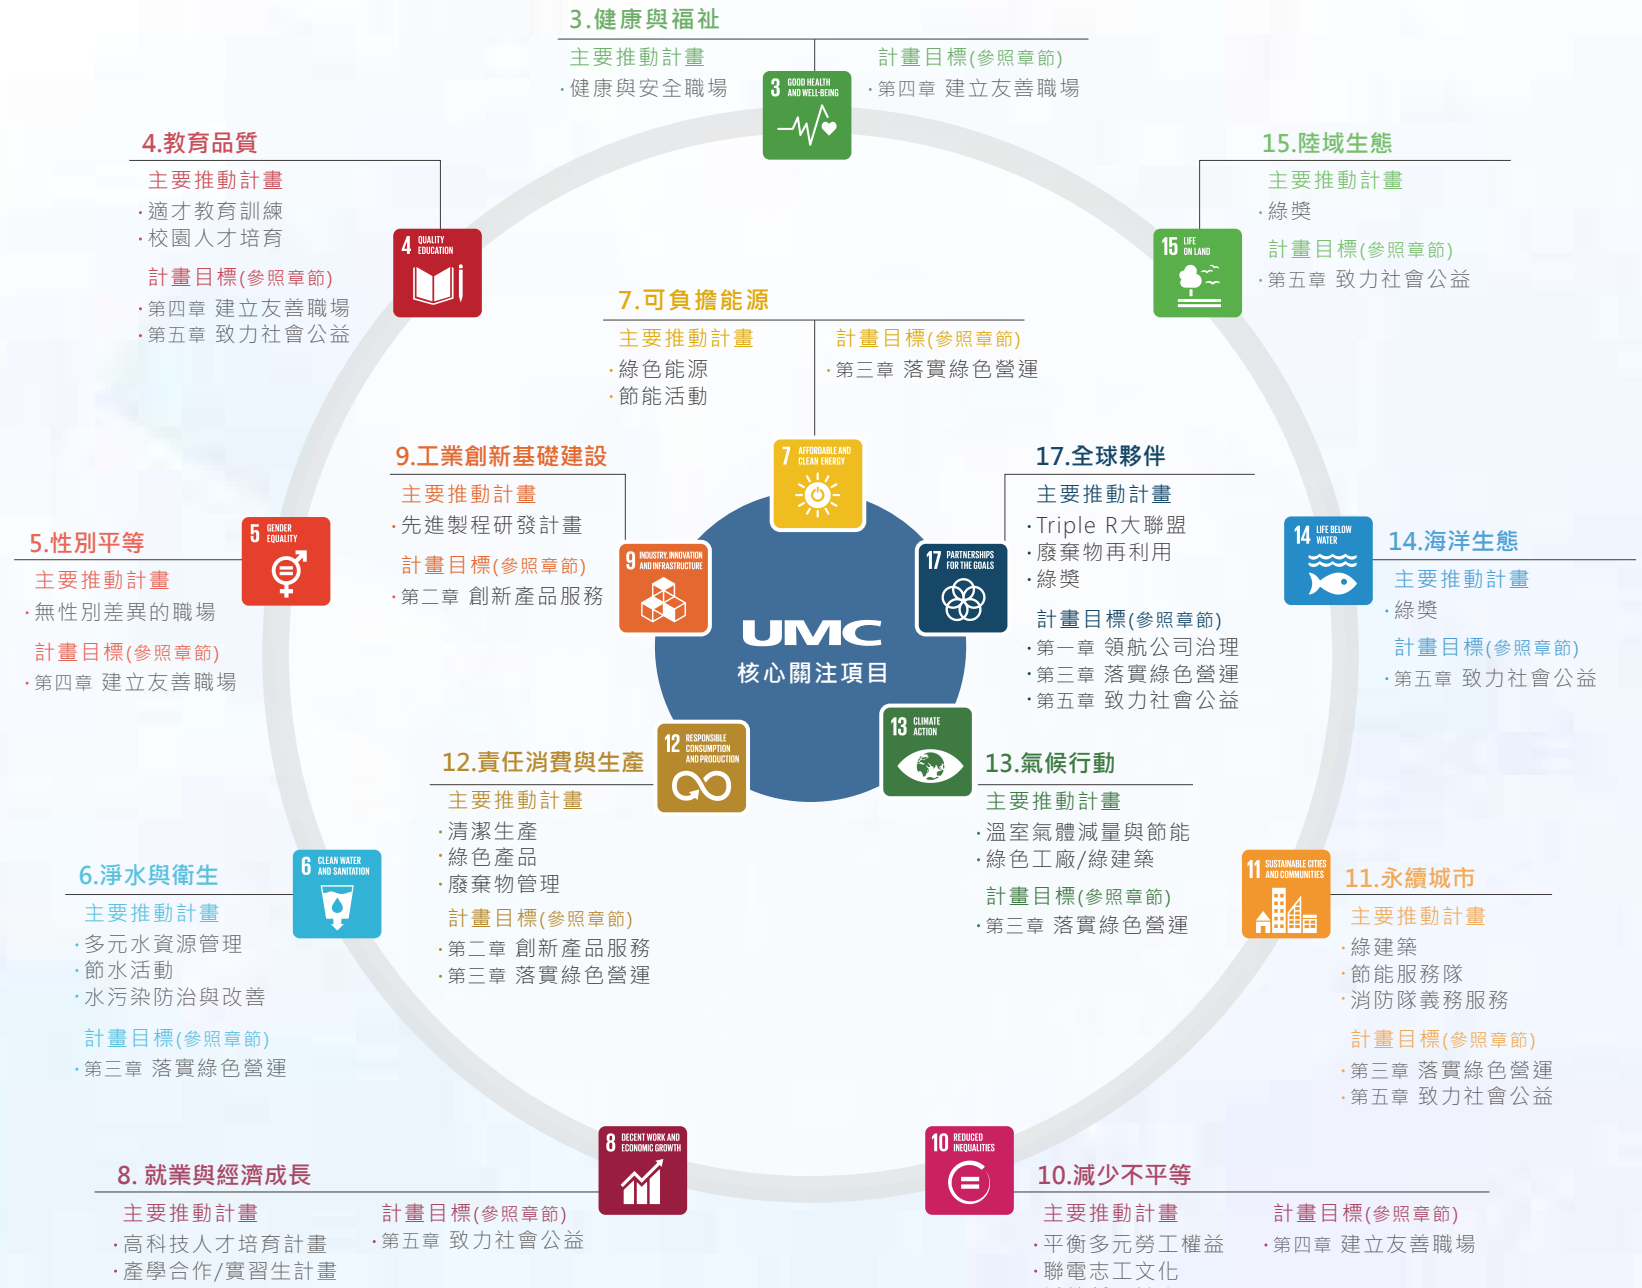 3.健康與福祉
主要推動計畫
·健康與安全職場
計畫目標(參照章節)
·第四章 建立友善職場
3 GOOD HEALTH
AND WELL-BEING
4.教育品質
主要推動計畫
·適才教育訓練
·校園人才培育
計畫目標(參照章節)
·第四章 建立友善職場
·第五章 致力社會公益
4 QUALITY
EDUCATION
15.陸域生態
主要推動計畫
·綠獎
計畫目標(參照章節)
·第五章 致力社會公益
15 LIFE
ON LAND
7.可負擔能源
主要推動計畫
·綠色能源
·節能活動
計畫目標(參照章節)
·第三章 落實綠色營運
7 AFFORDABLE AND
CLEAN ENERGY
9.工業創新基礎建設
主要推動計畫
·先進製程研發計畫
計畫目標(參照章節)
·第二章 創新產品服務
9 INDUSTRY, INNOVATION
AND INFRASTRUCTURE
17.全球夥伴
主要推動計畫
·Triple R大聯盟
·廢棄物再利用
·綠獎
計畫目標(參照章節)
·第一章 領航公司治理
·第三章 落實綠色營運
·第五章 致力社會公益
17 PARTNERSHIPS
FOR THE GOALS
5.性別平等
主要推動計畫
·無性別差異的職場
計畫目標(參照章節)
·第四章 建立友善職場
5 GENDER
EQUALITY
14 LIFE BELOW
WATER
14.海洋生態
主要推動計畫
·綠獎
計畫目標(參照章節)
·第五章 致力社會公益
UMC
核心關注項目
12.責任消費與生產
主要推動計畫
·清潔生產
·綠色產品
·廢棄物管理
計畫目標(參照章節)
·第二章 創新產品服務
·第三章 落實綠色營運
12 RESPONSIBLE
CONSUMPTION
AND PRODUCTION
13 CLIMATE
ACTION
13.氣候行動
主要推動計畫
·溫室氣體減量與節能
·綠色工廠/綠建築
計畫目標(參照章節)
·第三章 落實綠色營運
6.淨水與衛生
主要推動計畫
·多元水資源管理
·節水活動
·水污染防治與改善
計畫目標(參照章節)
·第三章 落實綠色營運
6 CLEAN WATER
AND SANITATION
11 SUSTAINABLE CITIES
AND COMMUNITIES
11.永續城市
主要推動計畫
·綠建築
·節能服務隊
·消防隊義務服務
計畫目標(參照章節)
·第三章 落實綠色營運
·第五章 致力社會公益
8. 就業與經濟成長
主要推動計畫
·高科技人才培育計畫
·產學合作/實習生計畫
計畫目標(參照章節)
·第五章 致力社會公益
8 DECENT WORK AND
ECONOMIC GROWTH
10 REDUCED
INEQUALITIES
10.減少不平等
主要推動計畫
·平衡多元勞工權益
·聯電志工文化
計畫目標(參照章節)
·第四章 建立友善職場